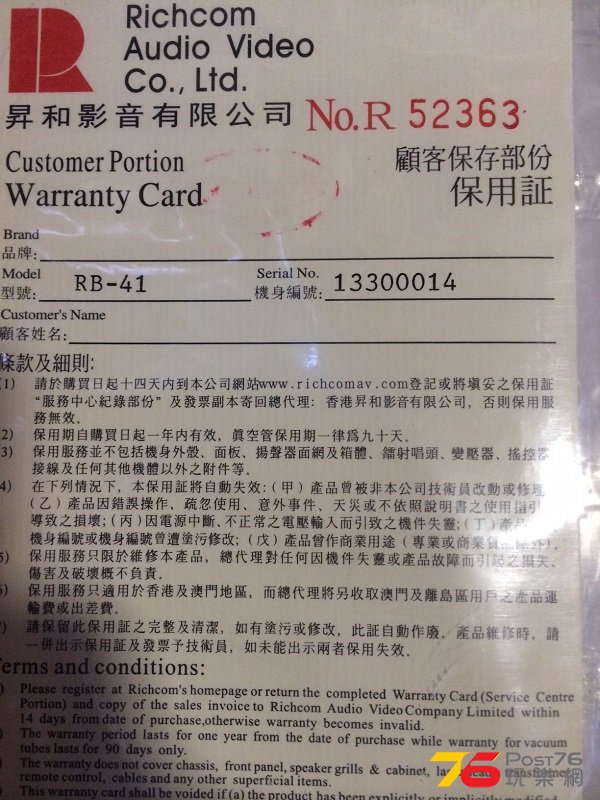 Richcom
Audio Video
Co., Ltd.
昇和影音有限公司 No.R 52363
Customer Portion 顧客保存部份
Warranty Card 保用証
Brand
品牌:
Model RB-41 Serial No. 13300014
型號: 機身編號:
Customer's Name
顧客姓名:
條款及細則:
1) 請於購買日起十四天內到本公司網站www.richcomav.com登記或將填妥之保用証
“服務中心紀錄部份”及發票副本寄回總代理: 香港昇和影音有限公司, 否則保用服
務無效。
2) 保用期自購買日起一年內有效, 眞空管保用期一律爲九十天。
3) 保用服務並不包括機身外殼、面板、揚聲器面網及箱體、鐳射唱頭、變壓器、搖控器
接線及任何其他機體以外之附件等。
4) 在下列情況下, 本保用証將自動失效: (甲) 產品曾被非本公司技術員改動或修理
(乙) 產品因錯誤操作、疏忽使用、意外事件、天災或不依照說明書之使用指引
導致之損壞; (丙) 因電源中斷、不正常之電壓輸入而引致之機件失靈; (丁) 產品
機身編號或機身編號曾遭塗污修改; (戊) 產品曾作商業用途 (專業或商業貨品除外)。
5) 保用服務只限於維修本產品, 總代理對任何因機件失靈或產品故障而引起之損失、
傷害及破壞概不負責。
6) 保用服務只適用於香港及澳門地區, 而總代理將另收取澳門及離島區用戶之產品運
輸費或出差費。
) 請保留此保用証之完整及清潔, 如有塗污或修改, 此証自動作廢。產品維修時, 請
一併出示保用証及發票予技術員, 如未能出示兩者保用失效。
erms and conditions:
) Please register at Richcom's homepage or return the completed Warranty Card (Service Centre
Portion) and copy of the sales invoice to Richcom Audio Video Company Limited within
14 days from date of purchase,otherwise warranty becomes invalid.
) The warranty period lasts for one year from the date of purchase while warranty for vacuum
tubes lasts for 90 days only.
) The warranty does not cover chassis, front panel, speaker grills & cabinet, transformer
remote control, cables and any other superficial items.
) This warranty card shall be voided if (a) the product has been explicitly or implicitly
76 Post76
玩樂網